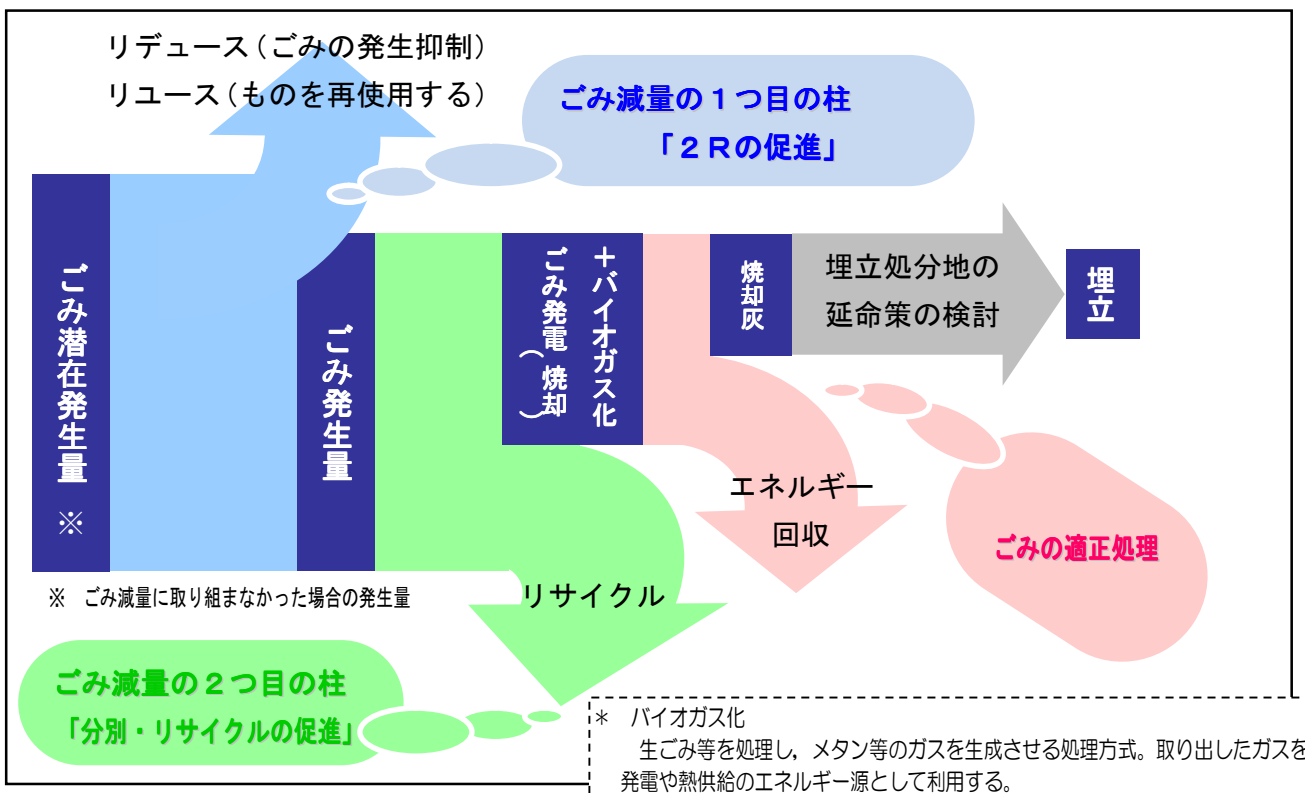 リデュース(ごみの発生抑制)
リユース(ものを再使用する)
ごみ減量の1つ目の柱
「2Rの促進」
ごみ潜在発生量 ※
ごみ発生量
ごみ発電(焼却)
+バイオガス化
焼却灰
埋立処分地の
延命策の検討
埋立
エネルギー
回収
ごみの適正処理
リサイクル
※ ごみ減量に取り組まなかった場合の発生量
ごみ減量の2つ目の柱
「分別・リサイクルの促進」
* バイオガス化
生ごみ等を処理し,メタン等のガスを生成させる処理方式。取り出したガスを
発電や熱供給のエネルギー源として利用する。